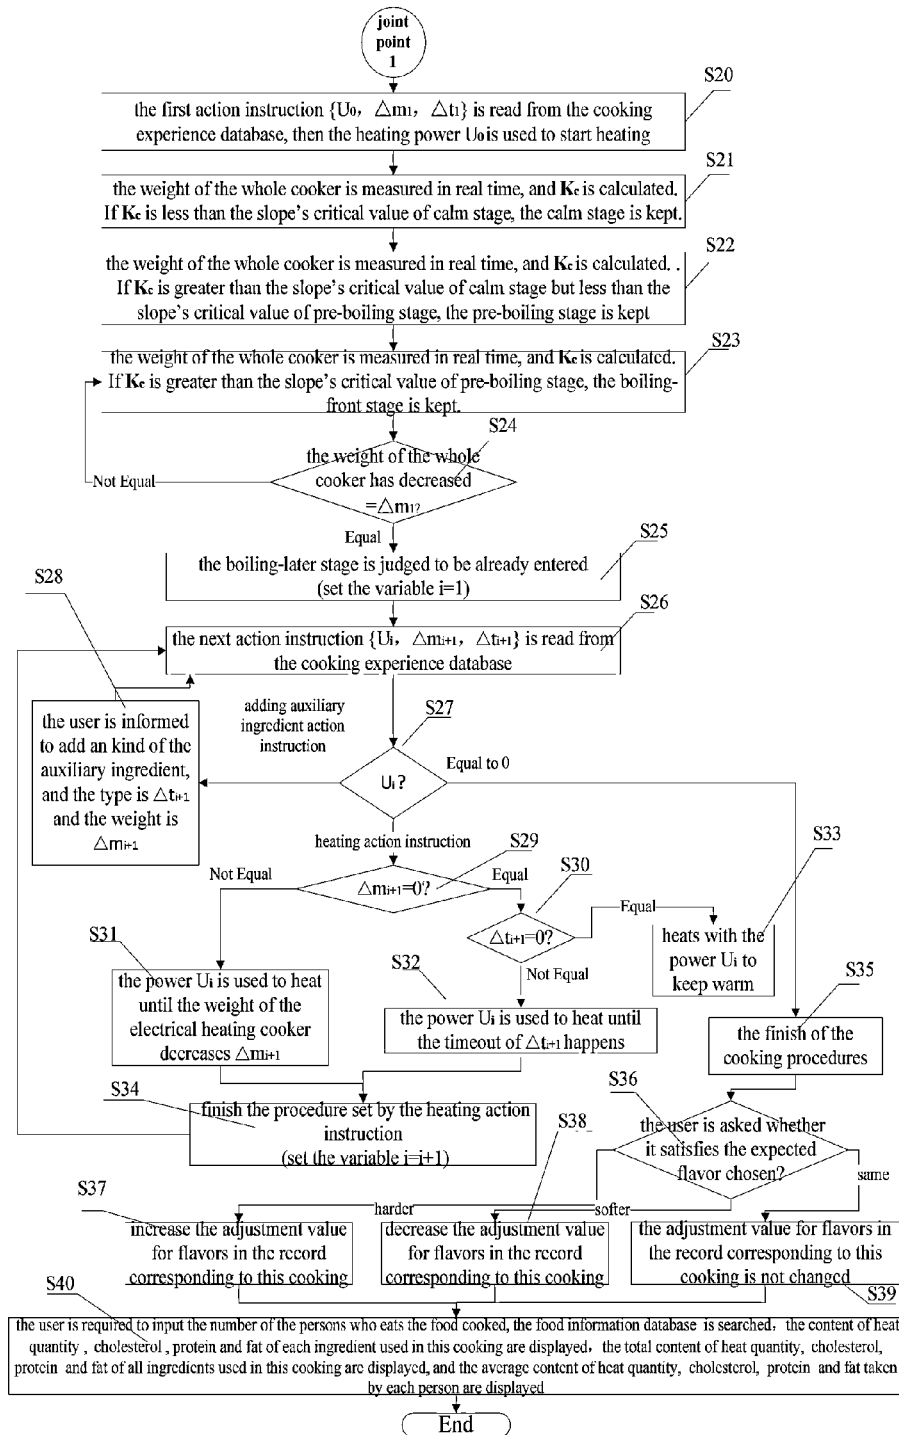 joint
point
1
S20
the first action instruction {U₀, △m₁, △t₁} is read from the cooking
experience database, then the heating power U₀ is used to start heating
S21
the weight of the whole cooker is measured in real time, and Kc is calculated.
If Kc is less than the slope's critical value of calm stage, the calm stage is kept.
S22
the weight of the whole cooker is measured in real time, and Kc is calculated. .
If Kc is greater than the slope's critical value of calm stage but less than the
slope's critical value of pre-boiling stage, the pre-boiling stage is kept
S23
the weight of the whole cooker is measured in real time, and Kc is calculated.
If Kc is greater than the slope's critical value of pre-boiling stage, the boiling-
front stage is kept.
S24
the weight of the whole
cooker has decreased
=△m₁?
Not Equal
Equal
S25
the boiling-later stage is judged to be already entered
(set the variable i=1)
S26
the next action instruction {Uᵢ, △mᵢ₊₁, △tᵢ₊₁} is read from
the cooking experience database
S28
the user is informed
to add an kind of the
auxiliary ingredient,
and the type is △tᵢ₊₁
and the weight is
△mᵢ₊₁
adding auxiliary
ingredient action
instruction
S27
Uᵢ?
Equal to 0
heating action instruction
S29
△mᵢ₊₁=0?
Not Equal
Equal
S30
△tᵢ₊₁=0?
Equal
Not Equal
S33
heats with the
power Uᵢ to
keep warm
S31
the power Uᵢ is used to heat
until the weight of the
electrical heating cooker
decreases △mᵢ₊₁
S32
the power Uᵢ is used to heat until
the timeout of △tᵢ₊₁ happens
S35
the finish of the
cooking procedures
S34
finish the procedure set by the heating action
instruction
(set the variable i=i+1)
S36
the user is asked whether
it satisfies the expected
flavor chosen?
harder
softer
same
S37
increase the adjustment value
for flavors in the record
corresponding to this cooking
S38
decrease the adjustment value
for flavors in the record
corresponding to this cooking
the adjustment value for flavors in
the record corresponding to this
cooking is not changed
S39
S40
the user is required to input the number of the persons who eats the food cooked, the food information database is searched, the content of heat
quantity , cholesterol , protein and fat of each ingredient used in this cooking are displayed, the total content of heat quantity, cholesterol,
protein and fat of all ingredients used in this cooking are displayed, and the average content of heat quantity, cholesterol, protein and fat taken
by each person are displayed
End